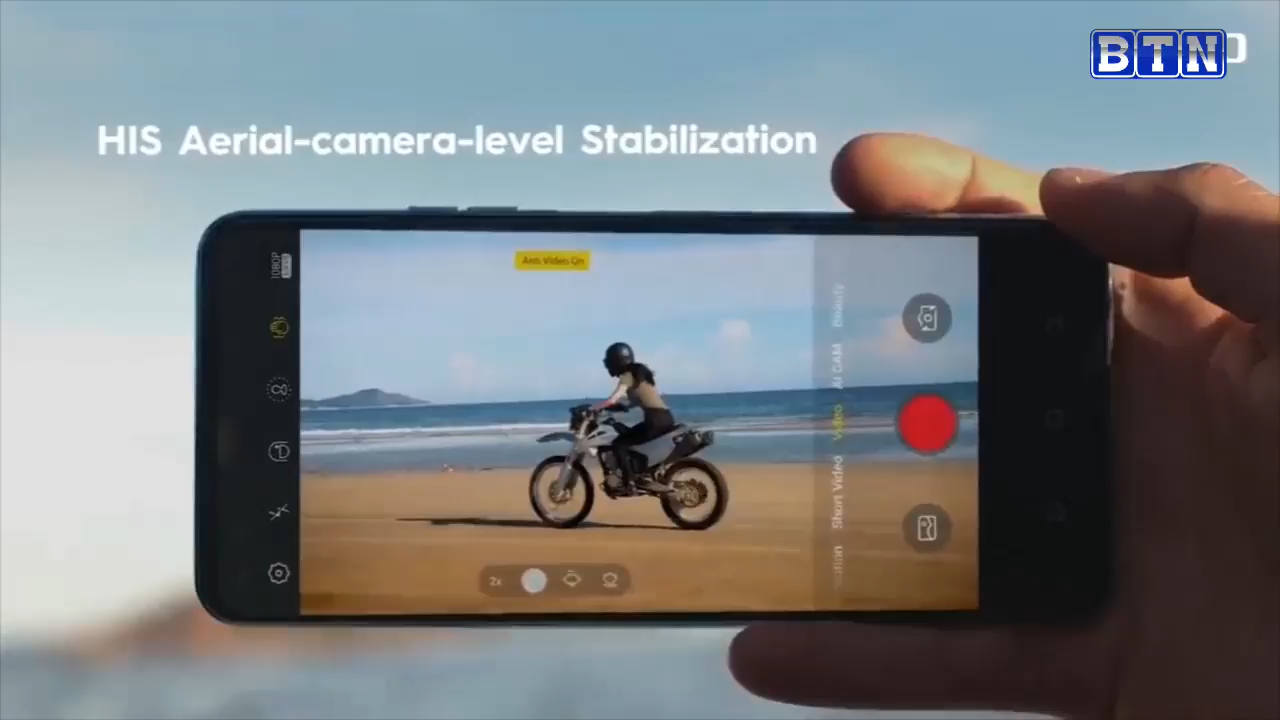 BTN
HIS Aerial-camera-level Stabilization
1080P
Anti Video On
Beauty
AI CAM
Video
Short Video
2x